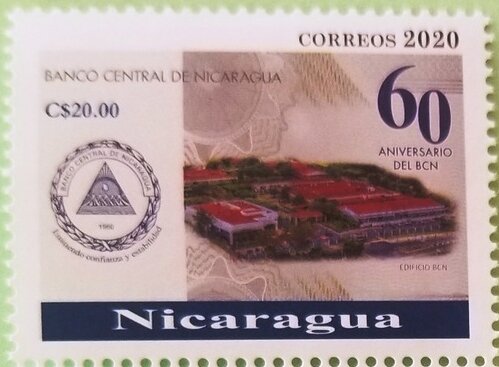 CORREOS 2020
BANCO CENTRAL DE NICARAGUA
C$20.00
60
ANIVERSARIO
DEL BCN
BANCO CENTRAL DE NICARAGUA
1960
confianza y estabilidad
EDIFICIO BCN
Nicaragua